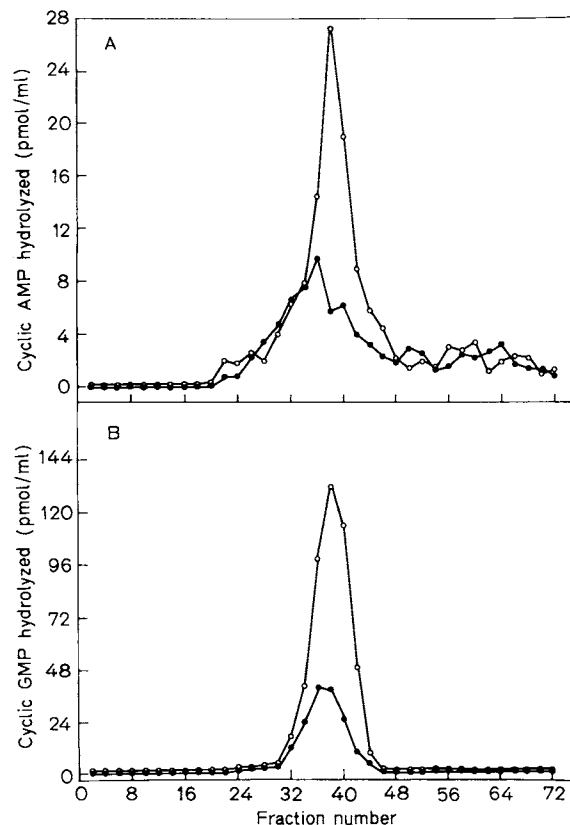 A
Cyclic AMP hydrolyzed (pmol/ml)
28
24
20
16
12
8
4
0
B
Cyclic GMP hydrolyzed (pmol/ml)
144
120
96
72
48
24
0
0 8 16 24 32 40 48 56 64 72
Fraction number